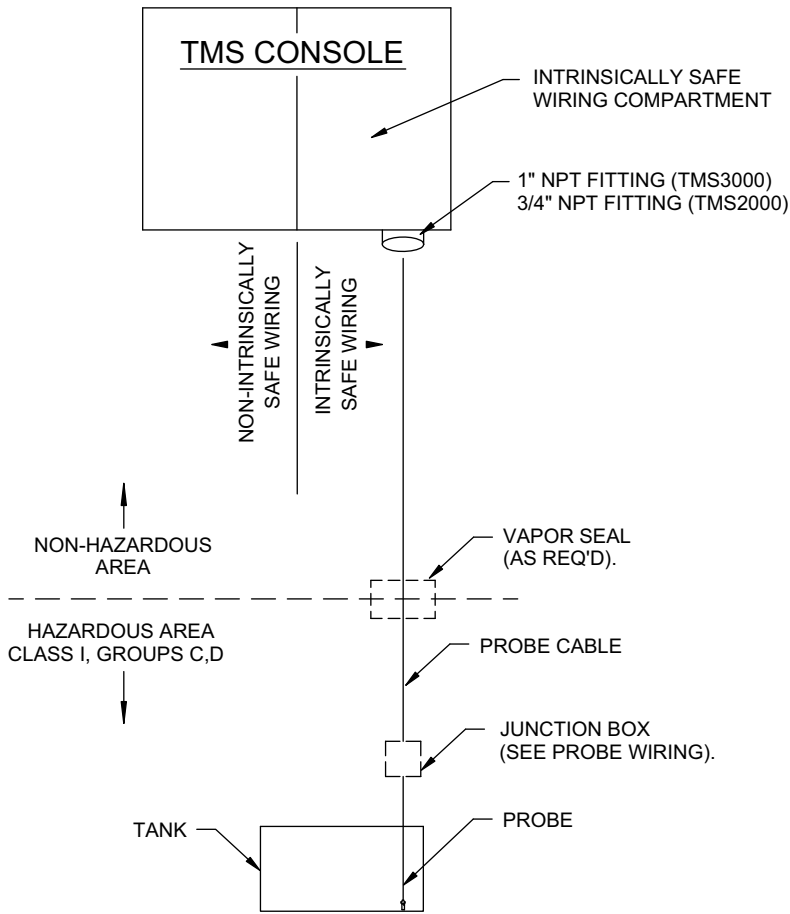 TMS CONSOLE
INTRINSICALLY SAFE
WIRING COMPARTMENT
1" NPT FITTING (TMS3000)
3/4" NPT FITTING (TMS2000)
NON-INTRINSICALLY
SAFE WIRING
INTRINSICALLY
SAFE WIRING
NON-HAZARDOUS
AREA
VAPOR SEAL
(AS REQ'D).
HAZARDOUS AREA
CLASS I, GROUPS C,D
PROBE CABLE
JUNCTION BOX
(SEE PROBE WIRING).
TANK
PROBE